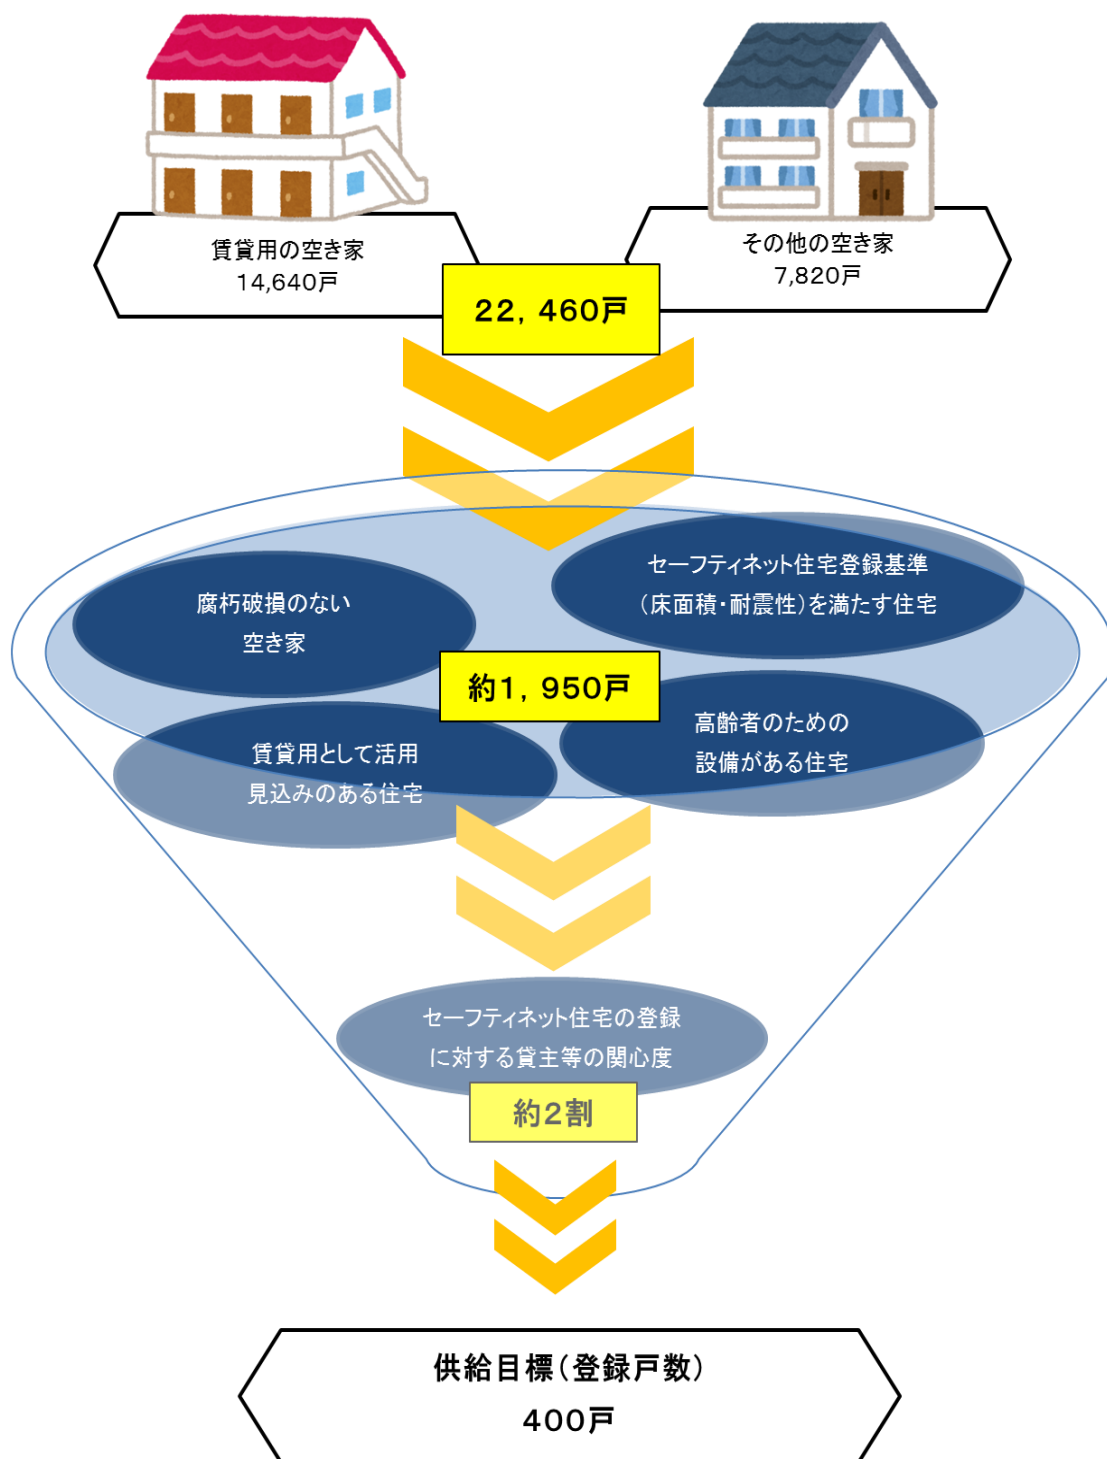 賃貸用の空き家
14,640戸
その他の空き家
7,820戸
22,460戸
腐朽破損のない
空き家
セーフティネット住宅登録基準
(床面積・耐震性)を満たす住宅
約1,950戸
賃貸用として活用
見込みのある住宅
高齢者のための
設備がある住宅
セーフティネット住宅の登録
に対する貸主等の関心度
約2割
供給目標(登録戸数)
400戸